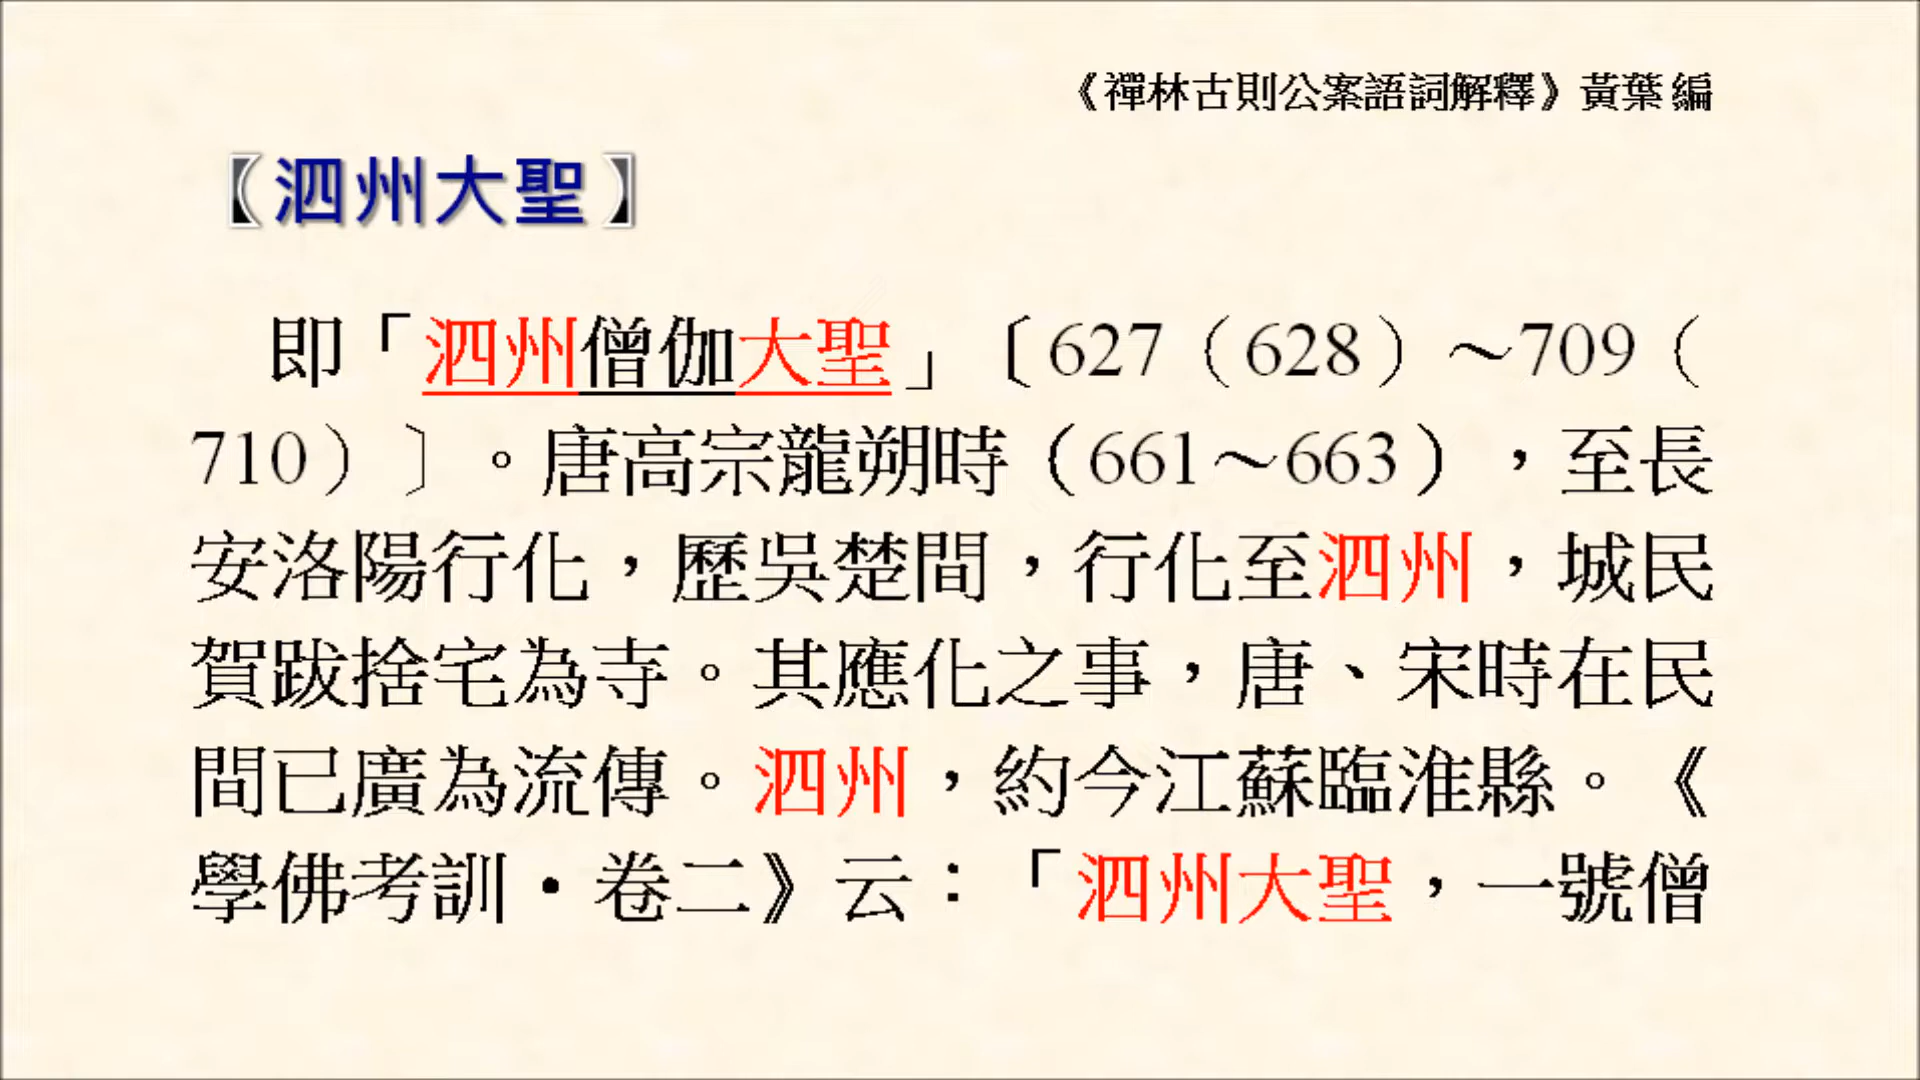 《禪林古則公案語詞解釋》黃葉 編
【泗州大聖】
即「泗州僧伽大聖」〔627（628）～709（
710）〕。唐高宗龍朔時（661～663），至長
安洛陽行化，歷吳楚間，行化至泗州，城民
賀跋捨宅為寺。其應化之事，唐、宋時在民
間已廣為流傳。泗州，約今江蘇臨淮縣。《
學佛考訓•卷二》云：「泗州大聖，一號僧